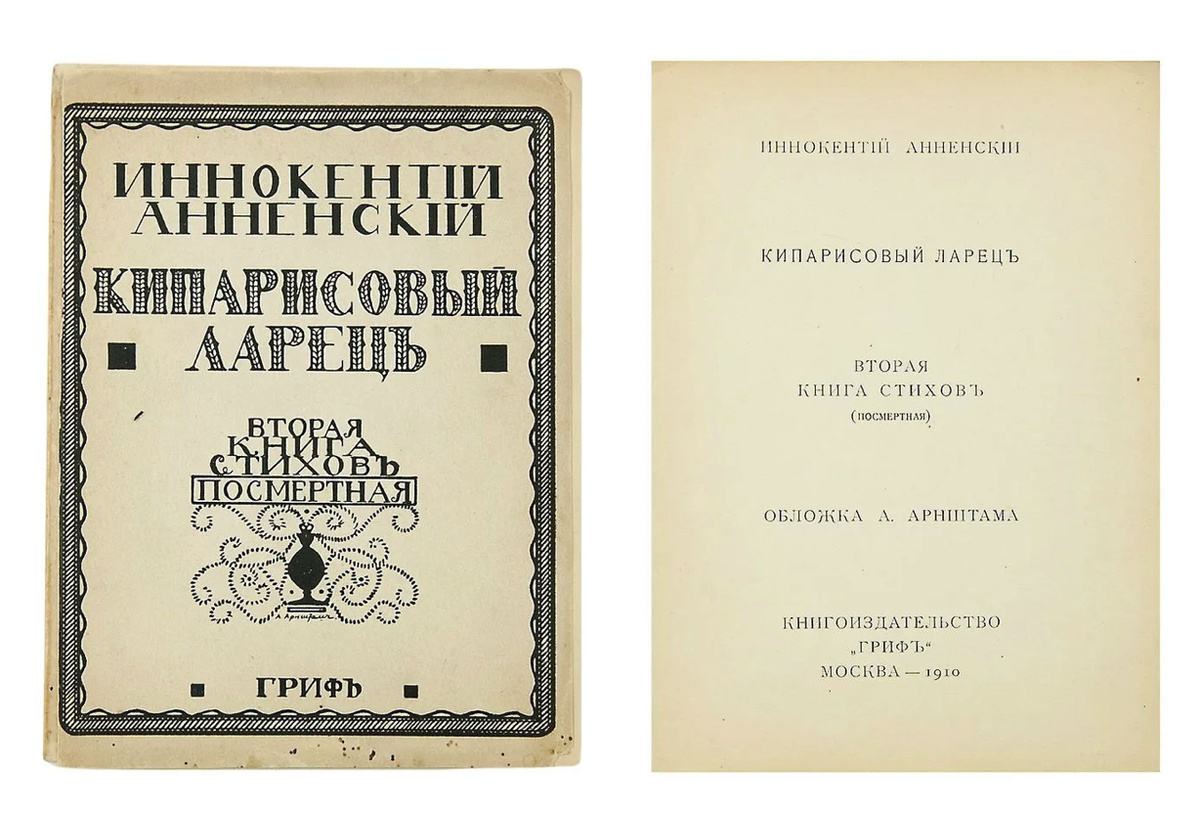 ИННОКЕНТІЙ
АННЕНСКІЙ
КИПАРИСОВЫЙ
ЛАРЕЦЪ
ВТОРАЯ
КНИГА
СТИХОВЪ
ПОСМЕРТНАЯ
А Арнштамъ.
ГРИФЪ
ИННОКЕНТІЙ АННЕНСКІЙ
КИПАРИСОВЫЙ ЛАРЕЦЪ
ВТОРАЯ
КНИГА СТИХОВЪ
(ПОСМЕРТНАЯ)
ОБЛОЖКА А. АРНШТАМА
КНИГОИЗДАТЕЛЬСТВО
„ГРИФЪ“
МОСКВА — 1910